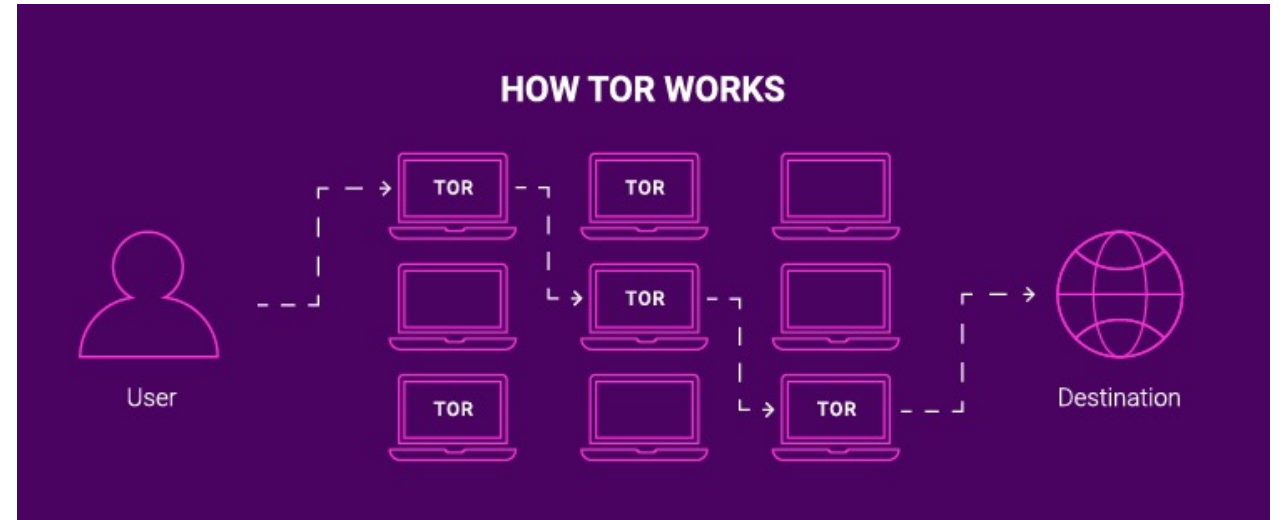 HOW TOR WORKS
TOR
TOR
TOR
TOR
TOR
User
Destination